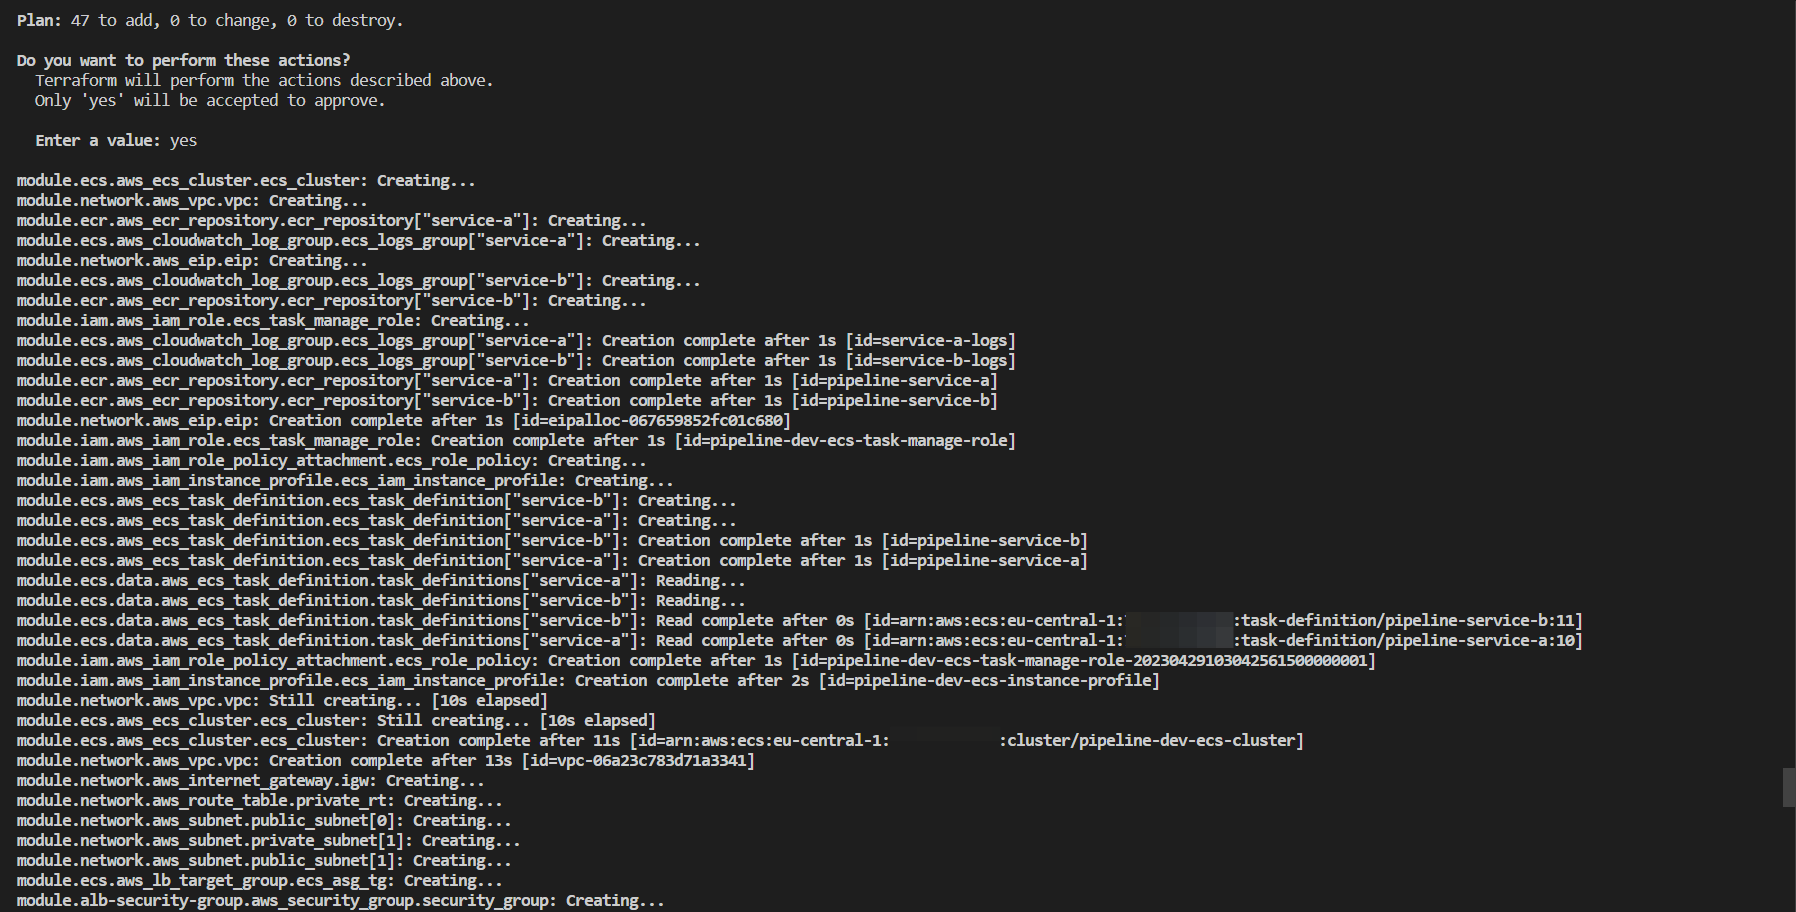 Plan: 47 to add, 0 to change, 0 to destroy.
Do you want to perform these actions?
Terraform will perform the actions described above.
Only 'yes' will be accepted to approve.
Enter a value: yes
module.ecs.aws_ecs_cluster.ecs_cluster: Creating...
module.network.aws_vpc.vpc: Creating...
module.ecr.aws_ecr_repository.ecr_repository["service-a"]: Creating...
module.ecs.aws_cloudwatch_log_group.ecs_logs_group["service-a"]: Creating...
module.network.aws_eip.eip: Creating...
module.ecs.aws_cloudwatch_log_group.ecs_logs_group["service-b"]: Creating...
module.ecr.aws_ecr_repository.ecr_repository["service-b"]: Creating...
module.iam.aws_iam_role.ecs_task_manage_role: Creating...
module.ecs.aws_cloudwatch_log_group.ecs_logs_group["service-a"]: Creation complete after 1s [id=service-a-logs]
module.ecs.aws_cloudwatch_log_group.ecs_logs_group["service-b"]: Creation complete after 1s [id=service-b-logs]
module.ecr.aws_ecr_repository.ecr_repository["service-a"]: Creation complete after 1s [id=pipeline-service-a]
module.ecr.aws_ecr_repository.ecr_repository["service-b"]: Creation complete after 1s [id=pipeline-service-b]
module.network.aws_eip.eip: Creation complete after 1s [id=eipalloc-067659852fc01c680]
module.iam.aws_iam_role.ecs_task_manage_role: Creation complete after 1s [id=pipeline-dev-ecs-task-manage-role]
module.iam.aws_iam_role_policy_attachment.ecs_role_policy: Creating...
module.iam.aws_iam_instance_profile.ecs_iam_instance_profile: Creating...
module.ecs.aws_ecs_task_definition.ecs_task_definition["service-b"]: Creating...
module.ecs.aws_ecs_task_definition.ecs_task_definition["service-a"]: Creating...
module.ecs.aws_ecs_task_definition.ecs_task_definition["service-b"]: Creation complete after 1s [id=pipeline-service-b]
module.ecs.aws_ecs_task_definition.ecs_task_definition["service-a"]: Creation complete after 1s [id=pipeline-service-a]
module.ecs.data.aws_ecs_task_definition.task_definitions["service-a"]: Reading...
module.ecs.data.aws_ecs_task_definition.task_definitions["service-b"]: Reading...
module.ecs.data.aws_ecs_task_definition.task_definitions["service-b"]: Read complete after 0s [id=arn:aws:ecs:eu-central-1: :task-definition/pipeline-service-b:11]
module.ecs.data.aws_ecs_task_definition.task_definitions["service-a"]: Read complete after 0s [id=arn:aws:ecs:eu-central-1: :task-definition/pipeline-service-a:10]
module.iam.aws_iam_role_policy_attachment.ecs_role_policy: Creation complete after 1s [id=pipeline-dev-ecs-task-manage-role-20230429103042561500000001]
module.iam.aws_iam_instance_profile.ecs_iam_instance_profile: Creation complete after 2s [id=pipeline-dev-ecs-instance-profile]
module.network.aws_vpc.vpc: Still creating... [10s elapsed]
module.ecs.aws_ecs_cluster.ecs_cluster: Still creating... [10s elapsed]
module.ecs.aws_ecs_cluster.ecs_cluster: Creation complete after 11s [id=arn:aws:ecs:eu-central-1: :cluster/pipeline-dev-ecs-cluster]
module.network.aws_vpc.vpc: Creation complete after 13s [id=vpc-06a23c783d71a3341]
module.network.aws_internet_gateway.igw: Creating...
module.network.aws_route_table.private_rt: Creating...
module.network.aws_subnet.public_subnet[0]: Creating...
module.network.aws_subnet.private_subnet[1]: Creating...
module.network.aws_subnet.public_subnet[1]: Creating...
module.ecs.aws_lb_target_group.ecs_asg_tg: Creating...
module.alb-security-group.aws_security_group.security_group: Creating...